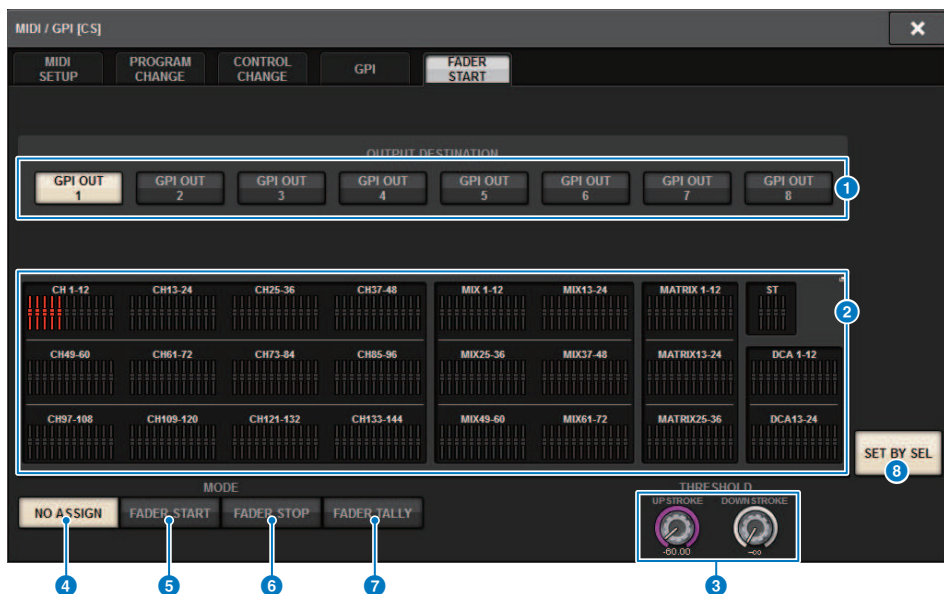 MIDI / GPI [CS]
MIDI SETUP
PROGRAM CHANGE
CONTROL CHANGE
GPI
FADER START
OUTPUT DESTINATION
GPI OUT 1
GPI OUT 2
GPI OUT 3
GPI OUT 4
GPI OUT 5
GPI OUT 6
GPI OUT 7
GPI OUT 8
1
CH 1-12
CH13-24
CH25-36
CH37-48
MIX 1-12
MIX13-24
MATRIX 1-12
ST
2
CH49-60
CH61-72
CH73-84
CH85-96
MIX25-36
MIX37-48
MATRIX13-24
DCA 1-12
CH97-108
CH109-120
CH121-132
CH133-144
MIX49-60
MIX61-72
MATRIX25-36
DCA13-24
SET BY SEL
8
MODE
THRESHOLD
NO ASSIGN
FADER START
FADER STOP
FADER TALLY
UPSTROKE
DOWN STROKE
-60.00
-∞
4
5
6
7
3